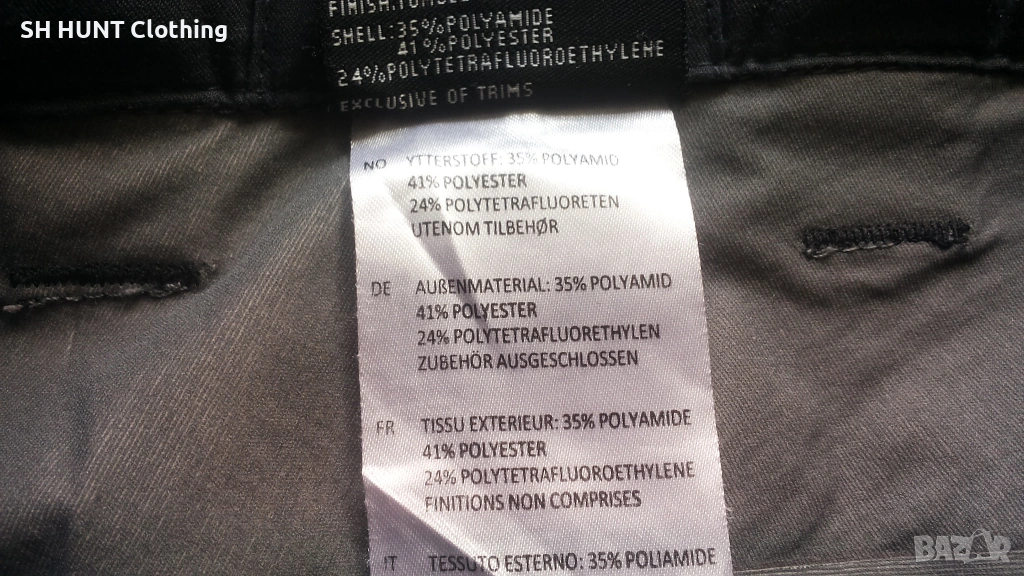 SH HUNT Clothing
SHELL: 35%POLYAMIDE
41%POLYESTER
24%POLYTETRAFLUOROETHYLENE
EXCLUSIVE OF TRIMS
NO YTTERSTOFF: 35% POLYAMID
41% POLYESTER
24% POLYTETRAFLUORETEN
UTENOM TILBEHØR
DE AUßENMATERIAL: 35% POLYAMID
41% POLYESTER
24% POLYTETRAFLUORETHYLEN
ZUBEHÖR AUSGESCHLOSSEN
FR TISSU EXTERIEUR: 35% POLYAMIDE
41% POLYESTER
24% POLYTETRAFLUOROETHYLENE
FINITIONS NON COMPRISES
IT TESSUTO ESTERNO: 35% POLIAMIDE
BAZAR